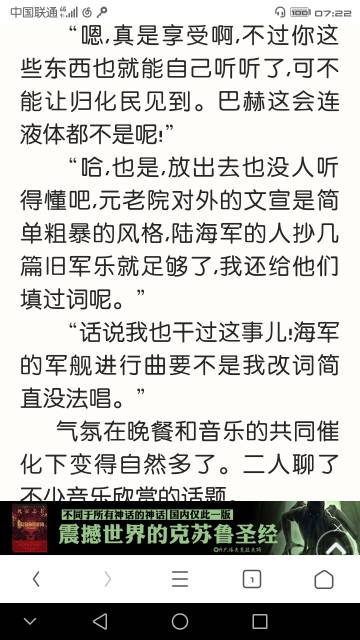 中国联通 4G
100 07:22
“嗯,真是享受啊,不过你这
些东西也就能自己听听了,可不
能让归化民见到。巴赫这会连
液体都不是呢!”
“哈,也是,放出去也没人听
得懂吧,元老院对外的文宣是简
单粗暴的风格,陆海军的人抄几
篇旧军乐就足够了,我还给他们
填过词呢。”
“话说我也干过这事儿!海军
的军舰进行曲要不是我改词简
直没法唱。”
气氛在晚餐和音乐的共同催
化下变得自然多了。二人聊了
不少音乐欣赏的话题。
不同于所有神话的神话|国内仅此一版
震撼世界的克苏鲁圣经
1